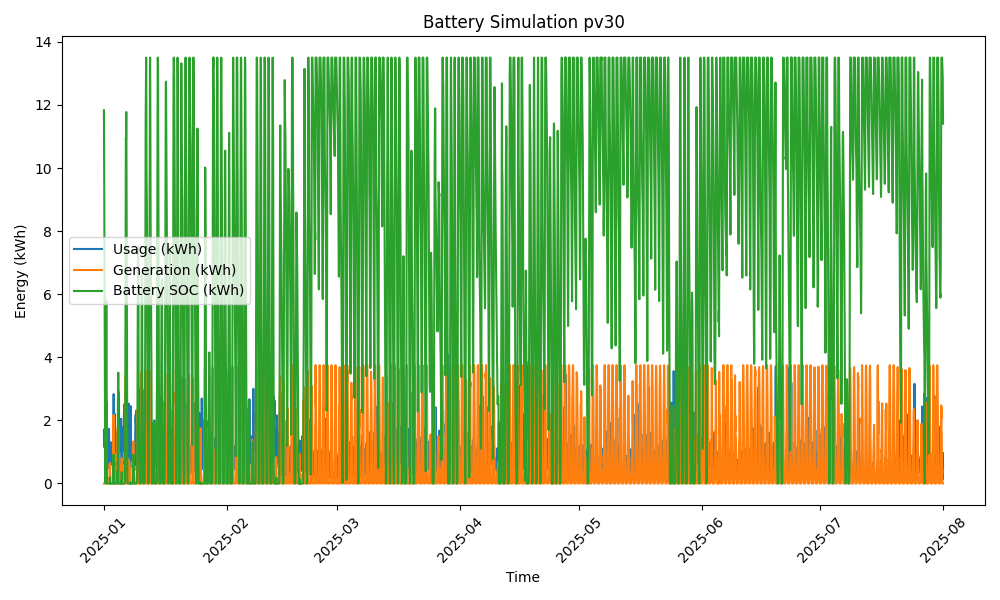 Battery Simulation pv30
14
12
10
8
6
4
2
0
Energy (kWh)
Usage (kWh)
Generation (kWh)
Battery SOC (kWh)
2025-01
2025-02
2025-03
2025-04
2025-05
2025-06
2025-07
2025-08
Time